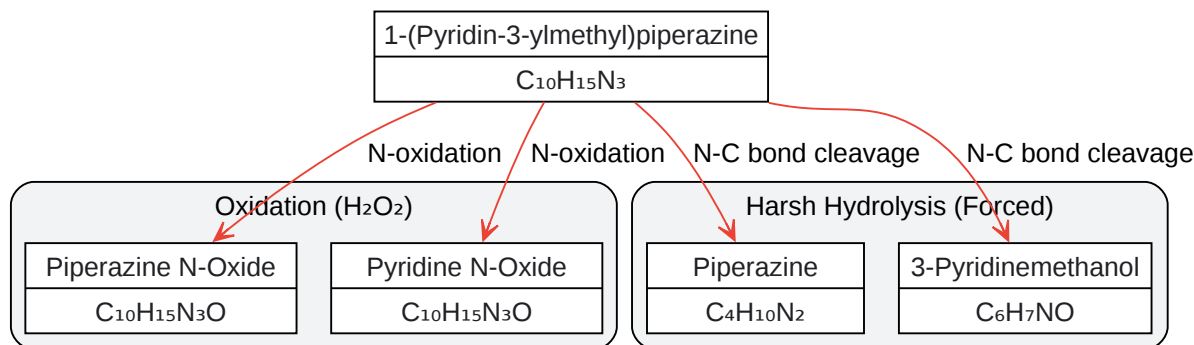 1-(Pyridin-3-ylmethyl)piperazine
C₁₀H₁₅N₃
N-oxidation
N-oxidation
N-C bond cleavage
N-C bond cleavage
Oxidation (H₂O₂)
Harsh Hydrolysis (Forced)
Piperazine N-Oxide
C₁₀H₁₅N₃O
Pyridine N-Oxide
C₁₀H₁₅N₃O
Piperazine
C₄H₁₀N₂
3-Pyridinemethanol
C₆H₇NO